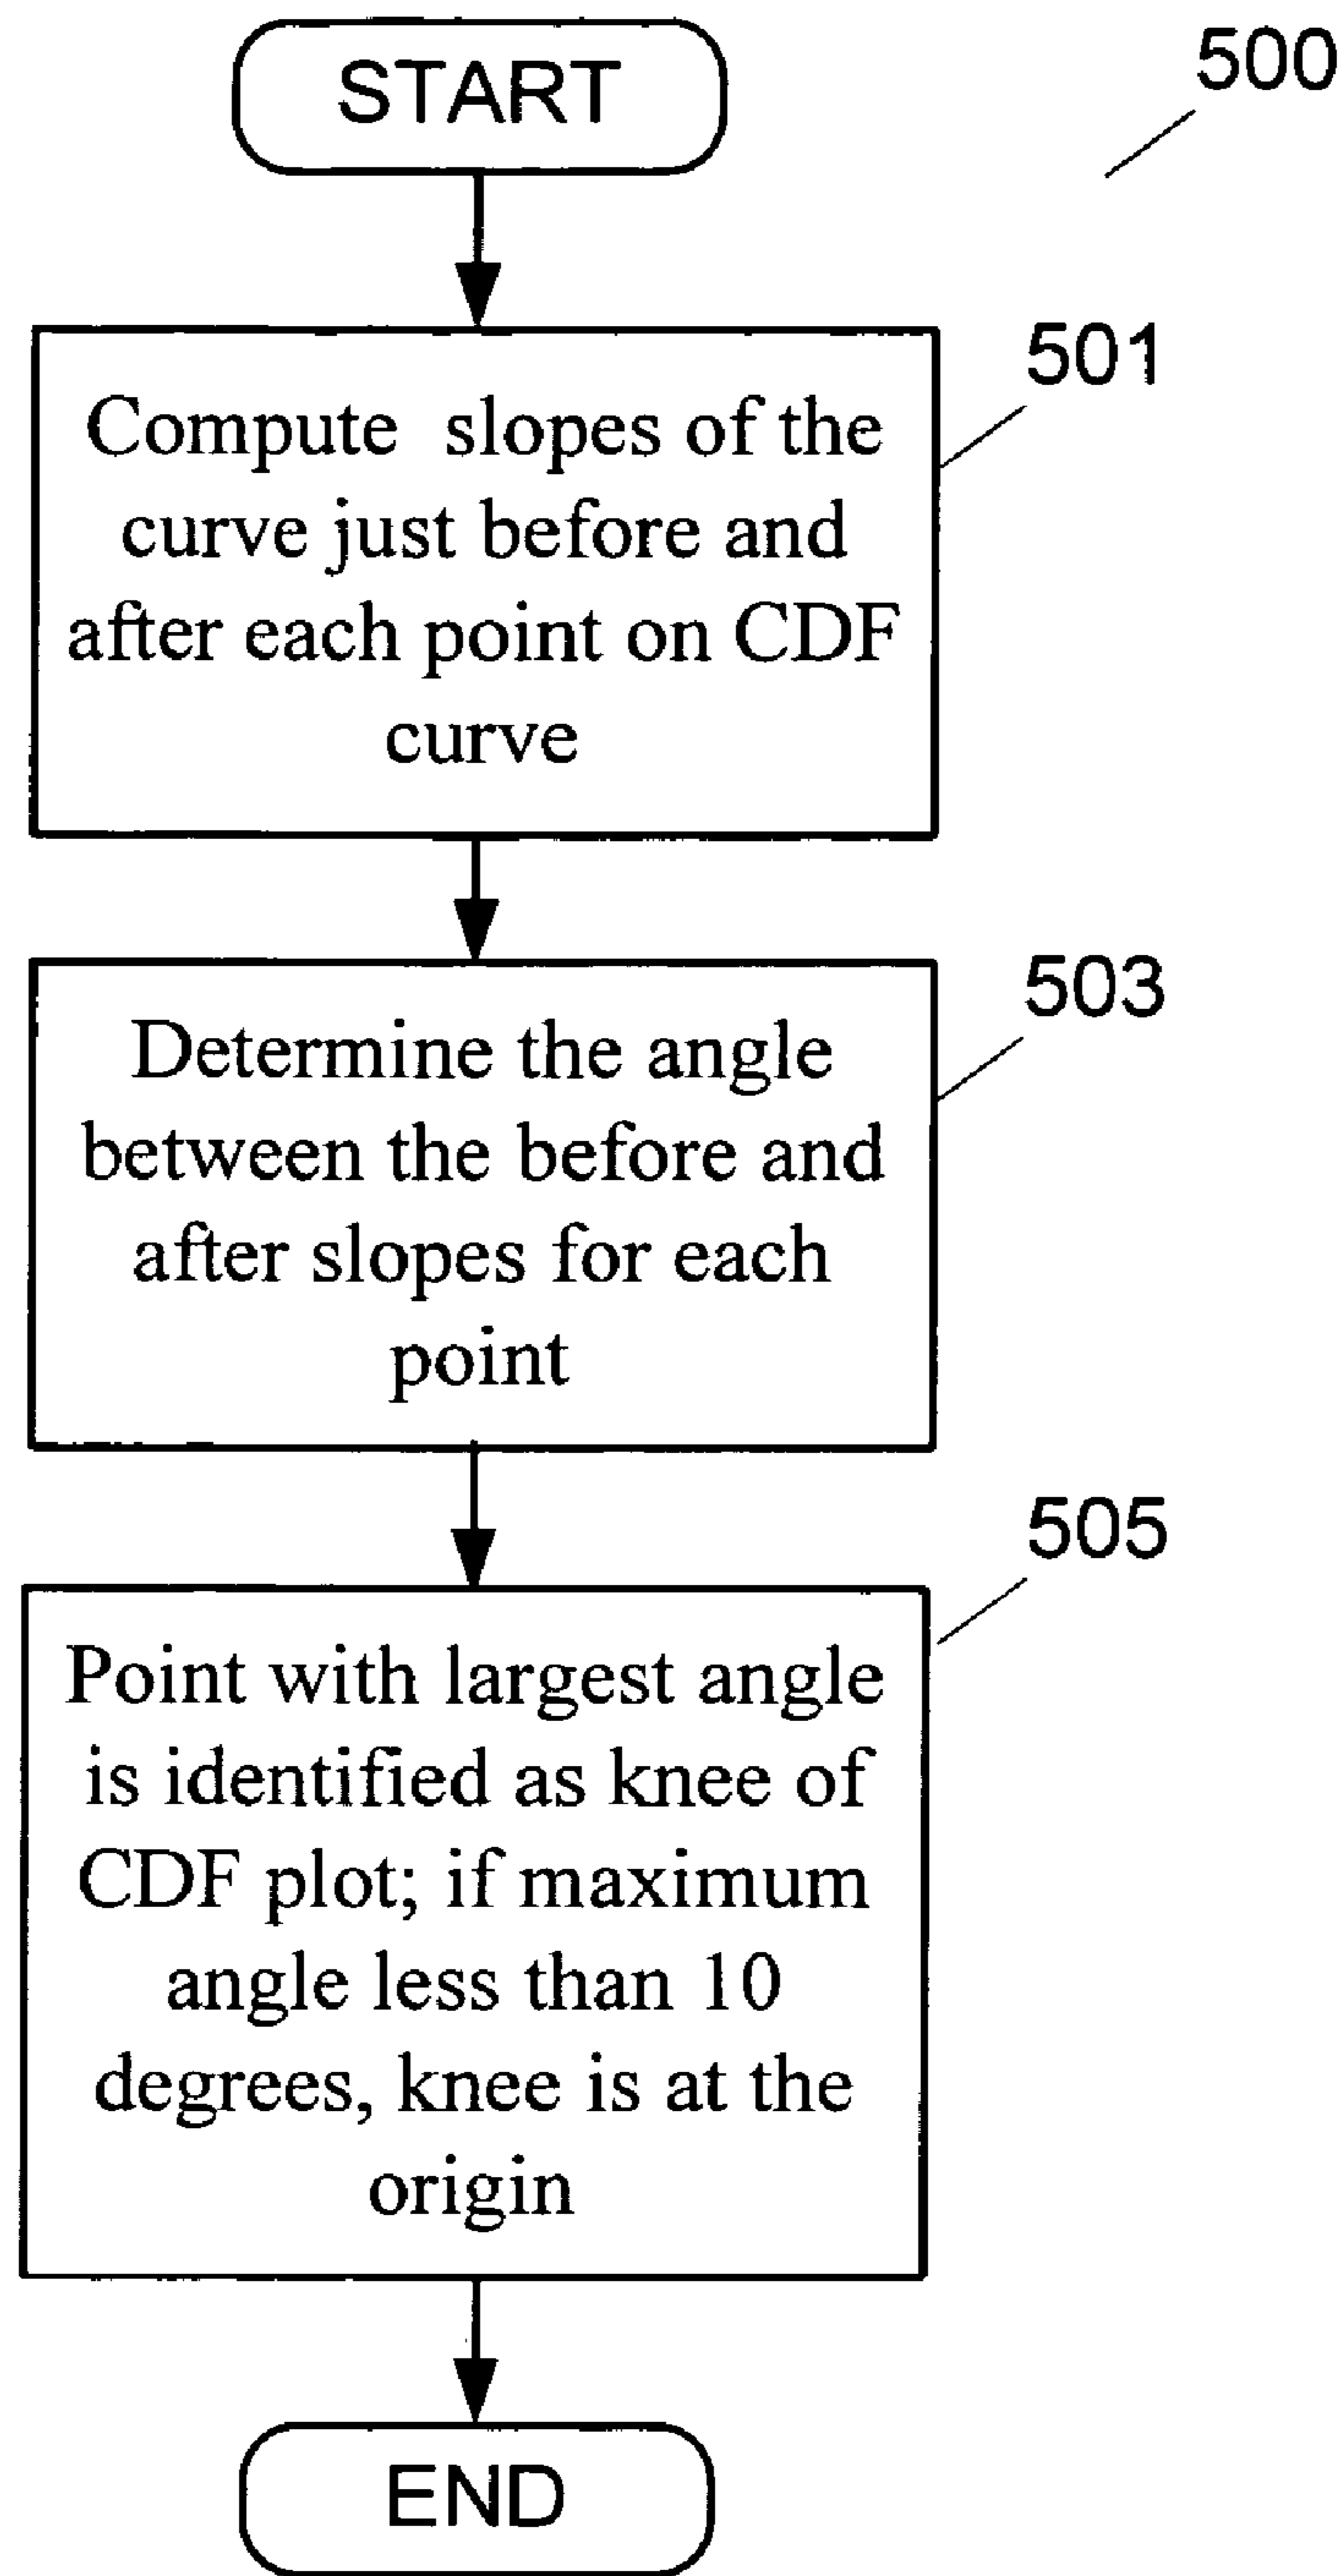 START
500
501
Compute slopes of the
curve just before and
after each point on CDF
curve
503
Determine the angle
between the before and
after slopes for each
point
505
Point with largest angle
is identified as knee of
CDF plot; if maximum
angle less than 10
degrees, knee is at the
origin
END